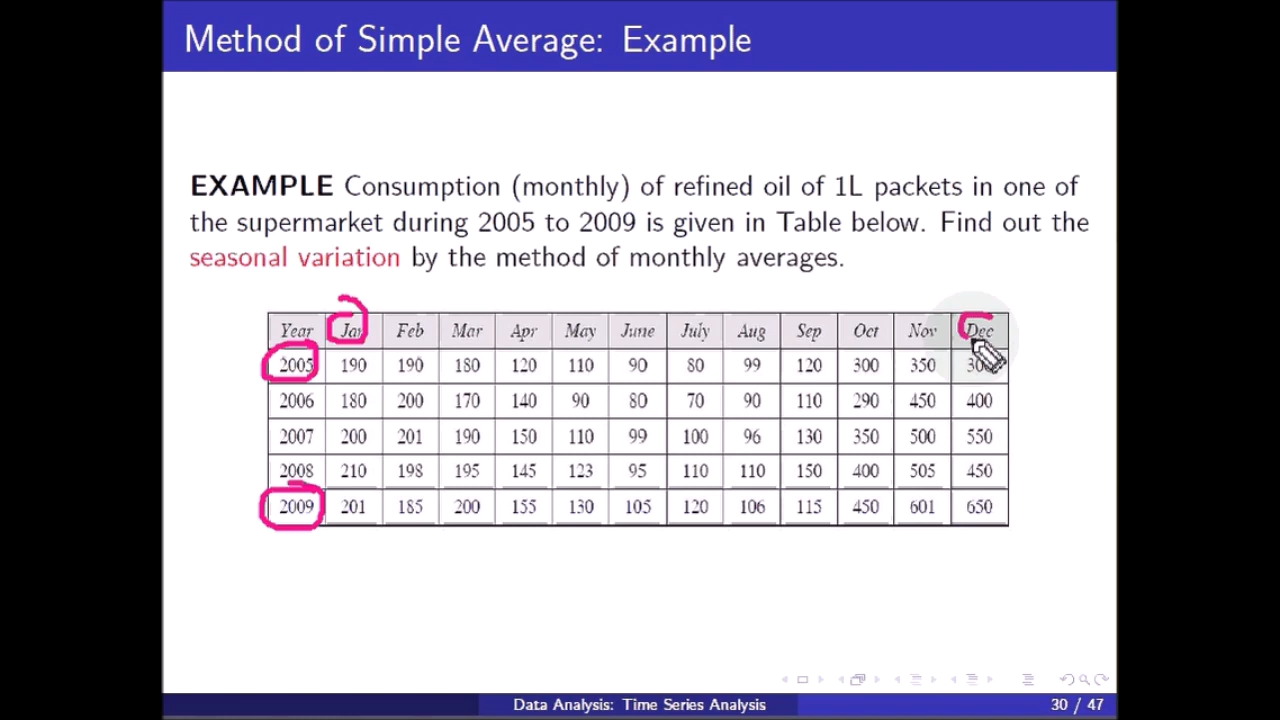 Method of Simple Average: Example
EXAMPLE Consumption (monthly) of refined oil of 1L packets in one of
the supermarket during 2005 to 2009 is given in Table below. Find out the
seasonal variation by the method of monthly averages.
Year Jan Feb Mar Apr May June July Aug Sep Oct Nov Dec
2005 190 190 180 120 110 90 80 99 120 300 350 300
2006 180 200 170 140 90 80 70 90 110 290 450 400
2007 200 201 190 150 110 99 100 96 130 350 500 550
2008 210 198 195 145 123 95 110 110 150 400 505 450
2009 201 185 200 155 130 105 120 106 115 450 601 650
Data Analysis: Time Series Analysis 30 / 47